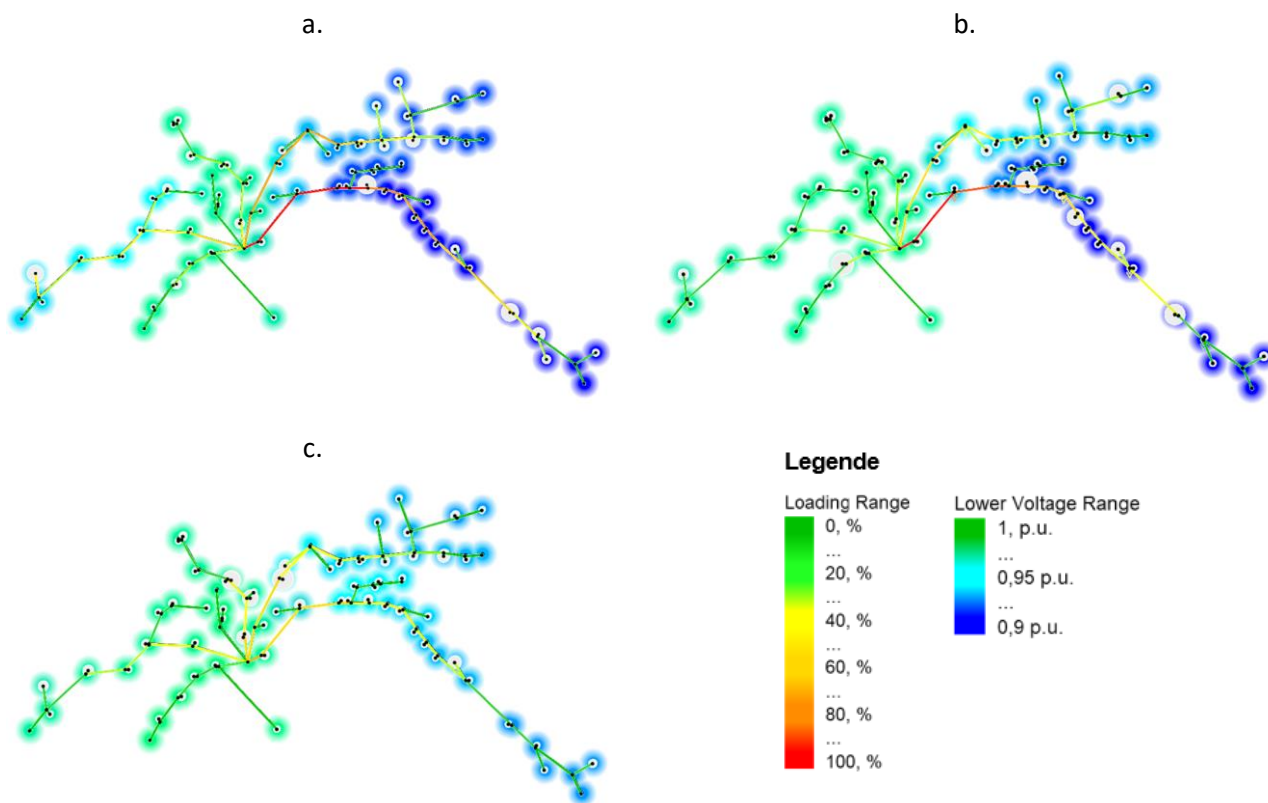 a.
b.
c.
Legende
Loading Range
0, %
...
20, %
...
40, %
...
60, %
...
80, %
...
100, %
Lower Voltage Range
1, p.u.
...
0,95 p.u.
...
0,9 p.u.